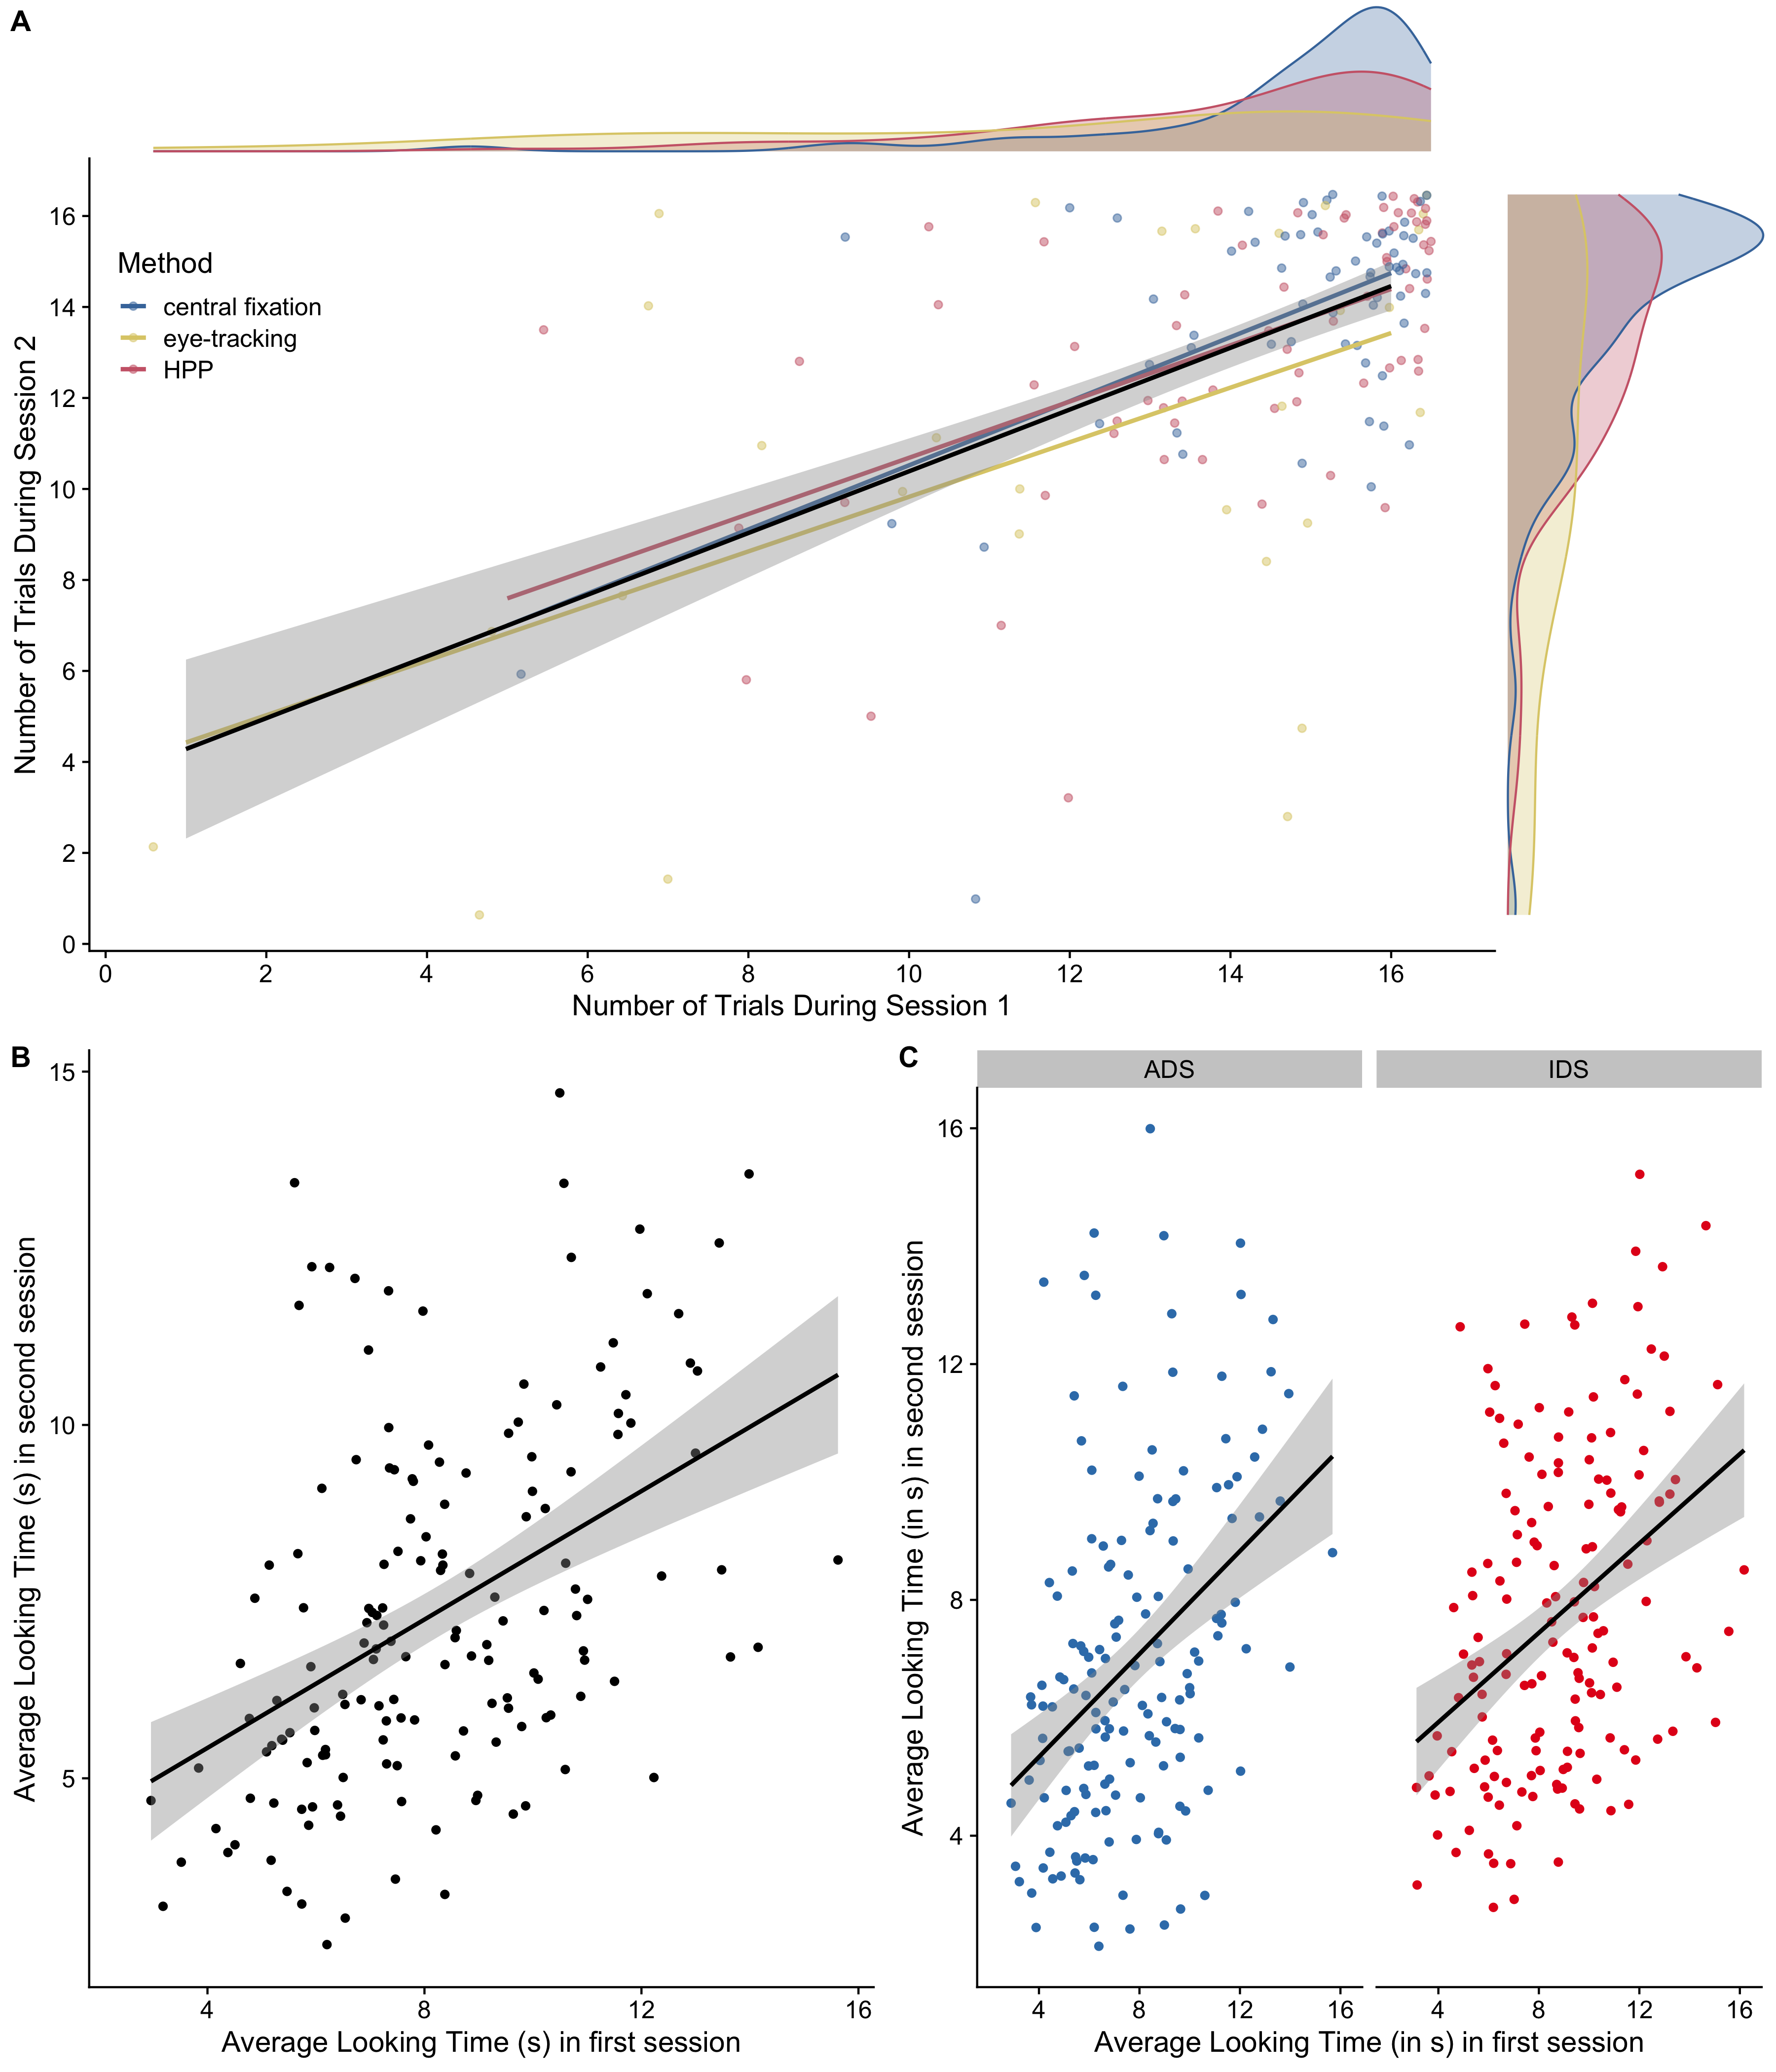 A
Number of Trials During Session 2
16
14
12
10
8
6
4
2
0
Method
central fixation
eye-tracking
HPP
0 2 4 6 8 10 12 14 16
Number of Trials During Session 1
B
Average Looking Time (s) in second session
15
10
5
4 8 12 16
Average Looking Time (s) in first session
C
ADS IDS
Average Looking Time (in s) in second session
16
12
8
4
4 8 12 16 4 8 12 16
Average Looking Time (in s) in first session